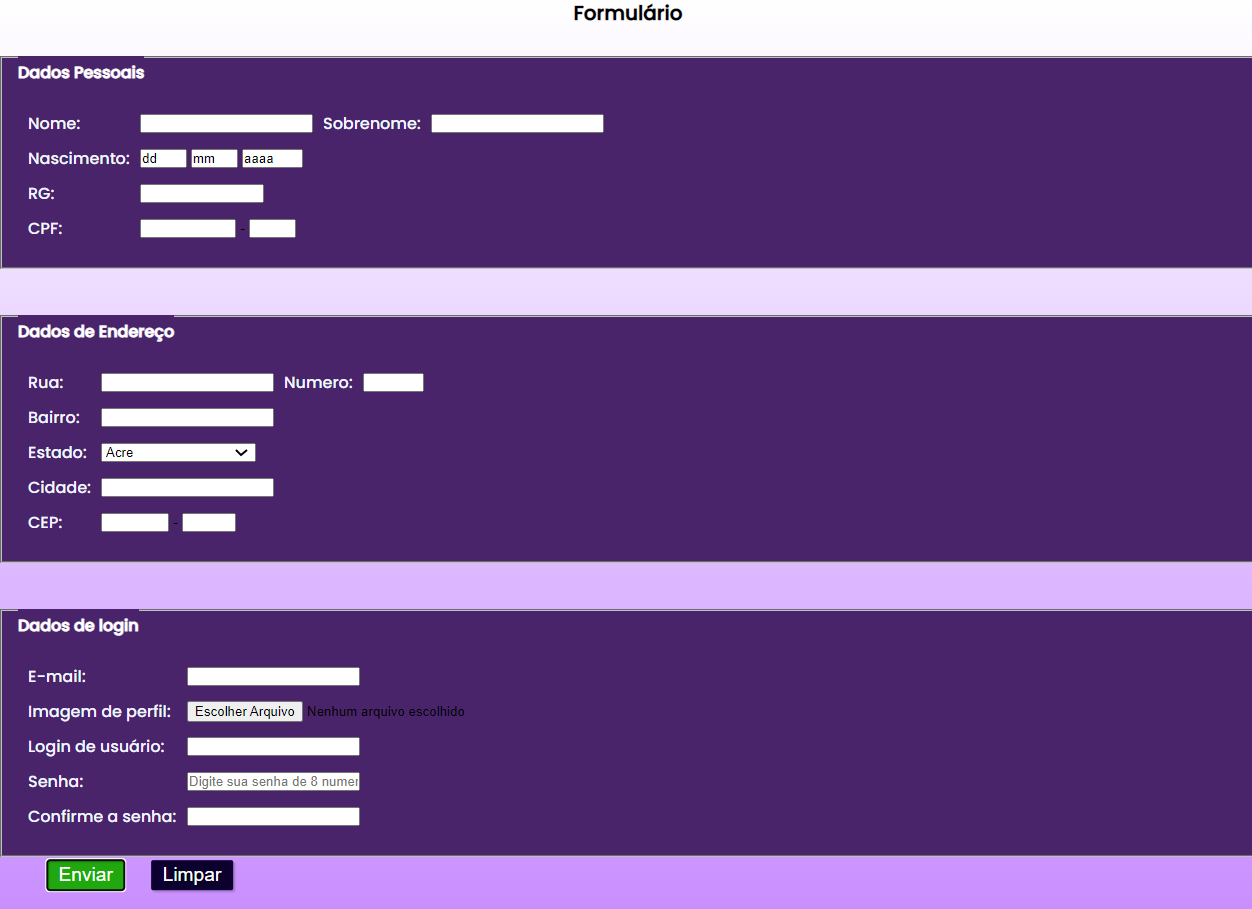 Formulário
Dados Pessoais
Nome: Sobrenome:
Nascimento: dd mm aaaa
RG:
CPF: -
Dados de Endereço
Rua: Numero:
Bairro:
Estado: Acre
Cidade:
CEP: -
Dados de login
E-mail:
Imagem de perfil: Escolher Arquivo Nenhum arquivo escolhido
Login de usuário:
Senha: Digite sua senha de 8 numer
Confirme a senha:
Enviar Limpar